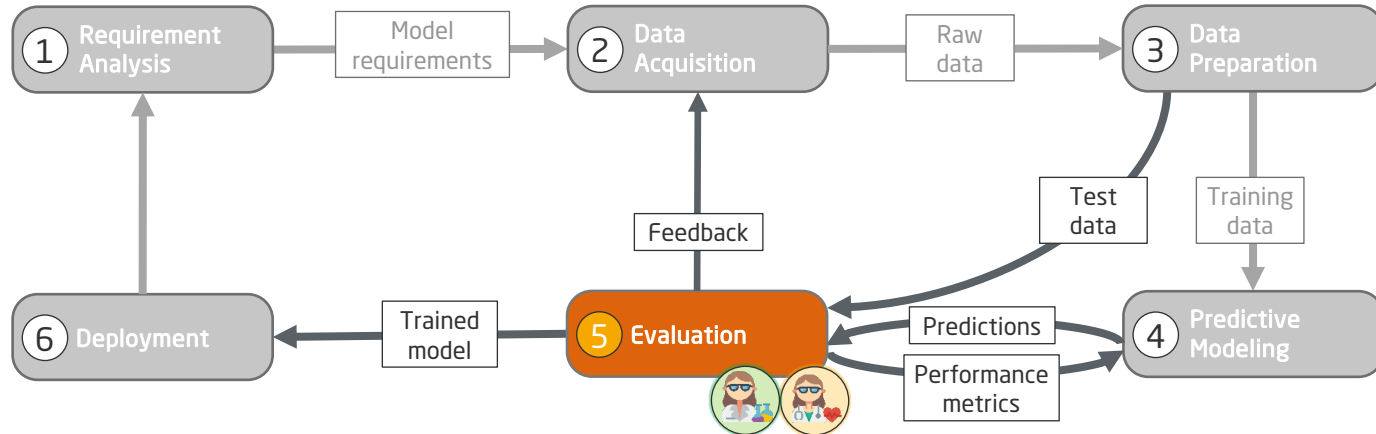 1
Requirement
Analysis
Model
requirements
2
Data
Acquisition
Raw
data
3
Data
Preparation
Test
data
Training
data
Feedback
6
Deployment
Trained
model
5
Evaluation
Predictions
Performance
metrics
4
Predictive
Modeling